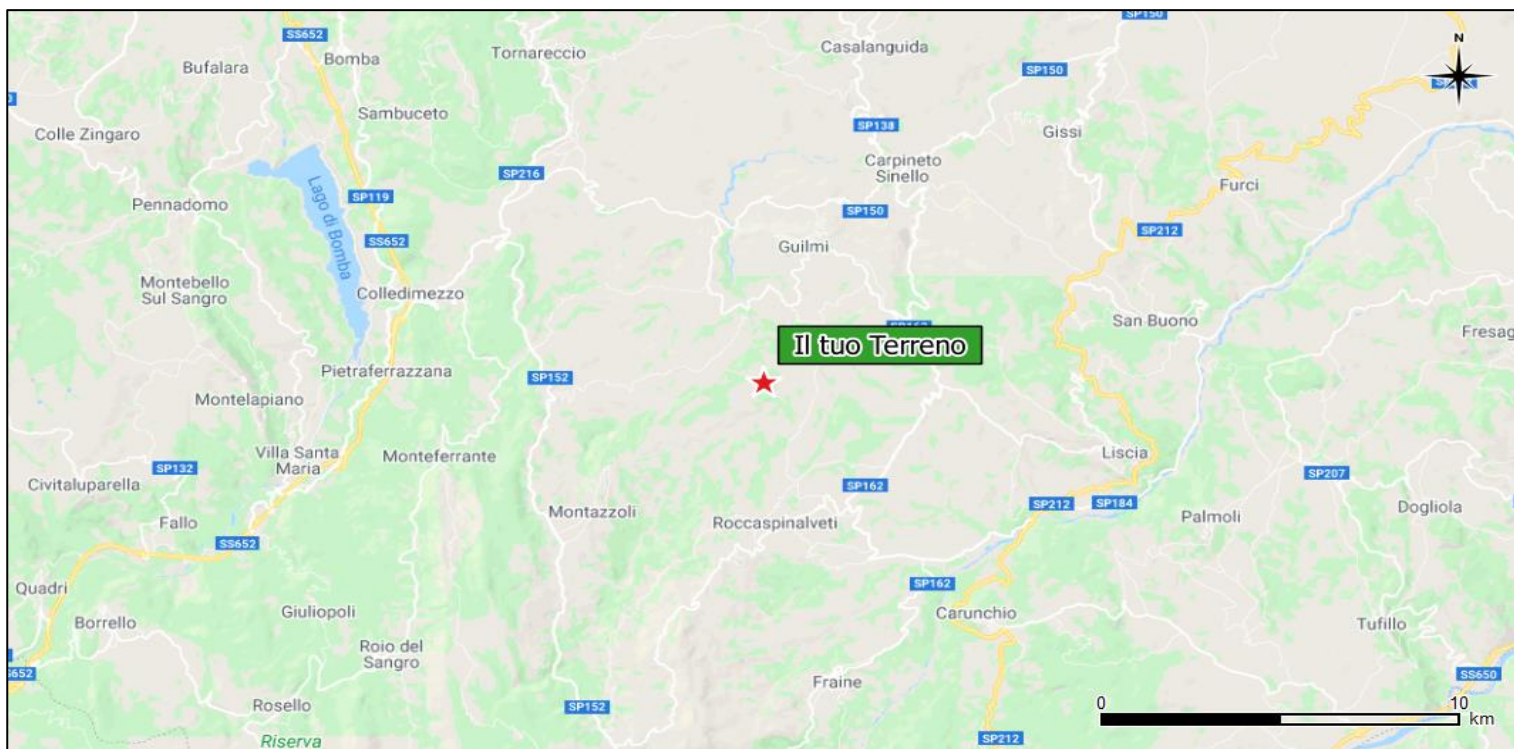 SP150
SS652
Bomba
Tornareccio
Casalanguida
N
Bufalara
SP150
Sambuceto
Colle Zingaro
SP138
Gissi
Carpineto
Sinello
SP216
Furci
Pennadomo
SP119
SP150
Lago di Bomba
SS652
Guilmi
SP212
Montebello
Sul Sangro
Colledimezzo
San Buono
Il tuo Terreno
Pietraferrazzana
SP152
Montelapiano
Villa Santa
Maria
Monteferrante
Liscia
SP132
Civitaluparella
SP162
SP207
Montazzoli
SP212
SP184
Dogliola
Fallo
Roccaspinalveti
Palmoli
SS652
Quadri
SP162
Giuliopoli
Carunchio
Borrello
Tufillo
Roio del
Sangro
SS650
Fraine
Rosello
SP152
0
10
km
Riserva
SP212